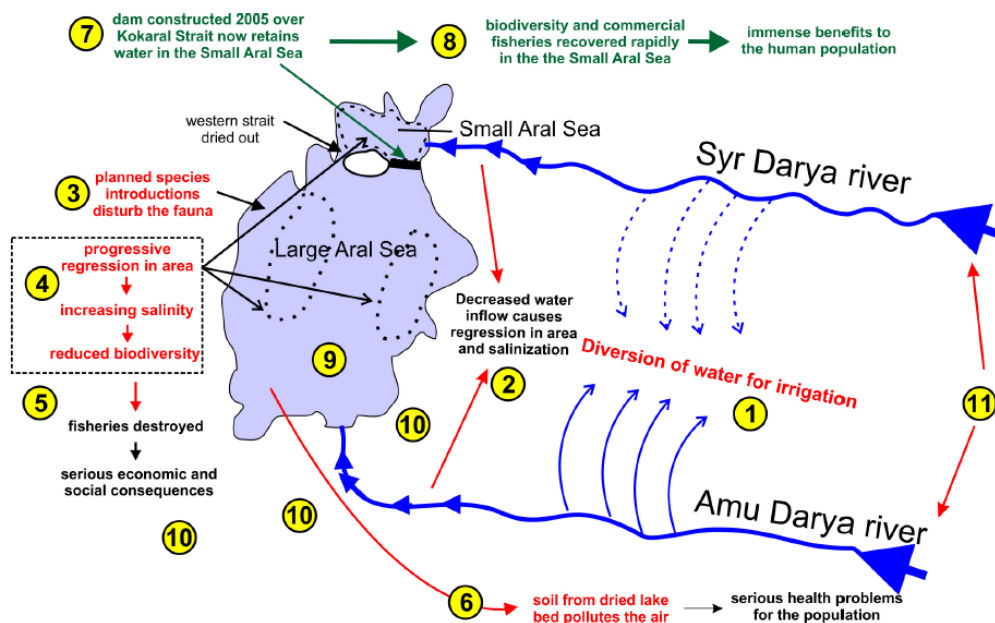 7
dam constructed 2005 over
Kokaral Strait now retains
water in the Small Aral Sea
8
biodiversity and commercial
fisheries recovered rapidly
in the the Small Aral Sea
immense benefits to
the human population
western strait
dried out
Small Aral Sea
Syr Darya river
3
planned species
introductions
disturb the fauna
4
progressive
regression in area
increasing salinity
reduced biodiversity
Large Aral Sea
Decreased water
inflow causes
regression in area
and salinization
2
Diversion of water for irrigation
1
11
9
5
fisheries destroyed
serious economic and
social consequences
10
10
10
Amu Darya river
6
soil from dried lake
bed pollutes the air
serious health problems
for the population